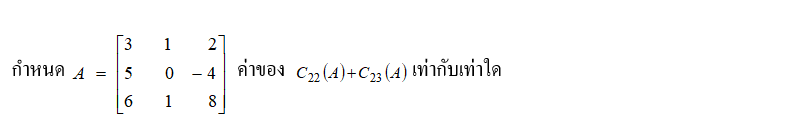 กำหนด A = [3 1 2; 5 0 -4; 6 1 8] ค่าของ C₂₂(A)+C₂₃(A) เท่ากับเท่าใด